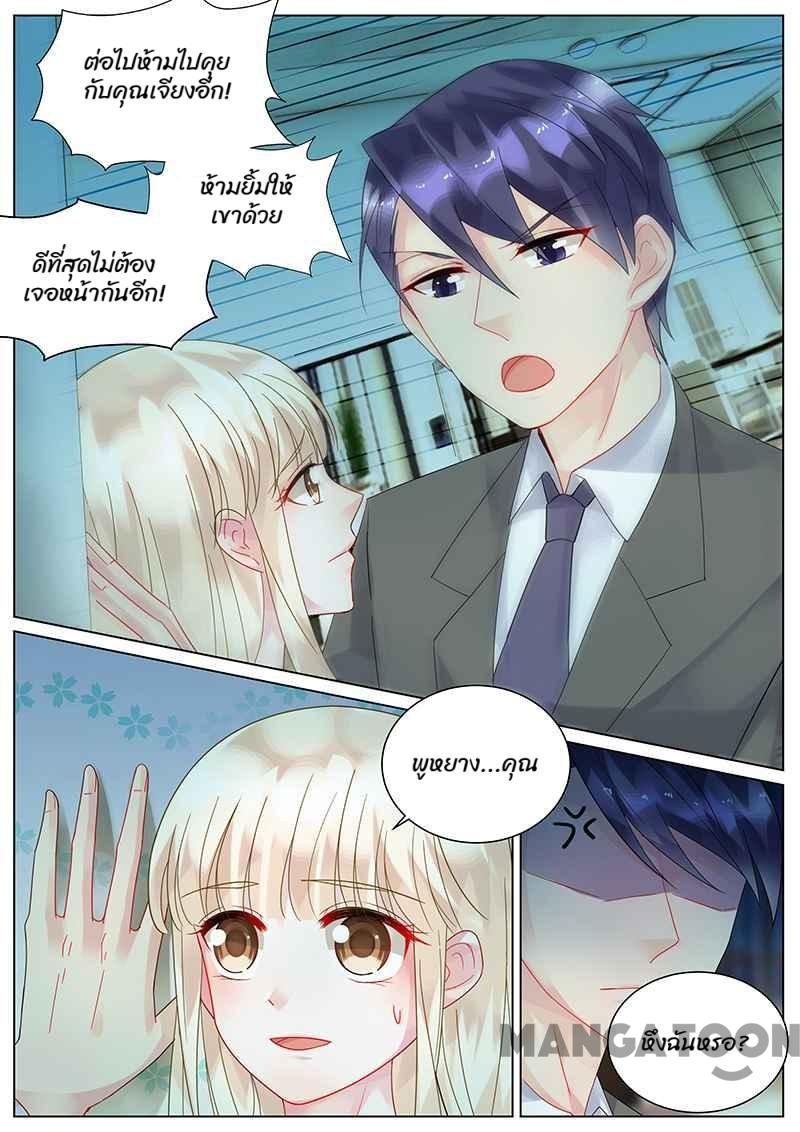 ต่อไปห้ามไปคุย
กับคุณเจียงอีก!
ห้ามยิ้มให้
เขาด้วย
ดีที่สุดไม่ต้อง
เจอหน้ากันอีก!
พูหยาง...คุณ
หึงฉันหรอ?
MANGATOON